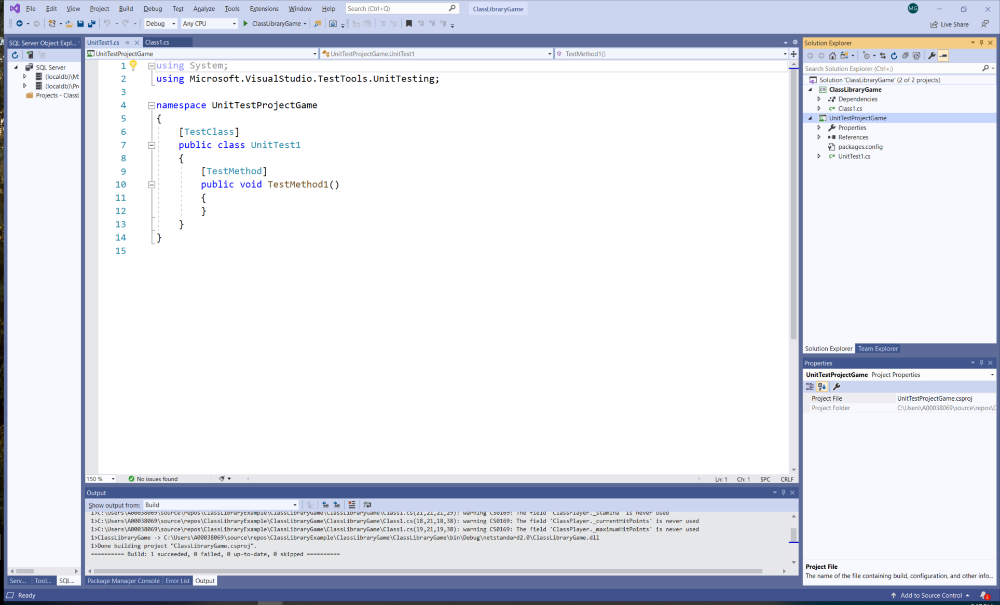 File Edit View Project Build Debug Test Analyze Tools Extensions Window Help Search (Ctrl+Q) ClassLibraryGame MG
Debug Any CPU ClassLibraryGame Live Share
SQL Server Object Expl...
SQL Server
(localdb)\M
(localdb)\Pr
Projects - Class
UnitTest1.cs Class1.cs
UnitTestProjectGame UnitTestProjectGame.UnitTest1 TestMethod1()
1 using System;
2 using Microsoft.VisualStudio.TestTools.UnitTesting;
3
4 namespace UnitTestProjectGame
5 {
6 [TestClass]
7 public class UnitTest1
8 {
9 [TestMethod]
10 public void TestMethod1()
11 {
12 }
13 }
14 }
15
150 % No issues found Ln: 1 Ch: 1 SPC CRLF
Output
Show output from: Build
1>C:\Users\A00038069\source\repos\ClassLibraryExample\ClassLibraryGame\ClassLibraryGame\Class1.cs(21,21,21,29): warning CS0169: The field 'ClassPlayer._stamina' is never used
1>C:\Users\A00038069\source\repos\ClassLibraryExample\ClassLibraryGame\ClassLibraryGame\Class1.cs(18,21,18,38): warning CS0169: The field 'ClassPlayer._currentHitPoints' is never used
1>C:\Users\A00038069\source\repos\ClassLibraryExample\ClassLibraryGame\ClassLibraryGame\Class1.cs(19,21,19,38): warning CS0169: The field 'ClassPlayer._maximumHitPoints' is never used
1>ClassLibraryGame -> C:\Users\A00038069\source\repos\ClassLibraryExample\ClassLibraryGame\ClassLibraryGame\bin\Debug\netstandard2.0\ClassLibraryGame.dll
1>Done building project "ClassLibraryGame.csproj".
========== Build: 1 succeeded, 0 failed, 0 up-to-date, 0 skipped ==========
Serv... Tool... SQL...
Package Manager Console Error List Output
Solution Explorer
Search Solution Explorer (Ctrl+;)
Solution 'ClassLibraryGame' (2 of 2 projects)
ClassLibraryGame
Dependencies
C# Class1.cs
UnitTestProjectGame
Properties
References
packages.config
C# UnitTest1.cs
Solution Explorer Team Explorer
Properties
UnitTestProjectGame Project Properties
Project File UnitTestProjectGame.csproj
Project Folder C:\Users\A00038069\source\repos\C
Project File
The name of the file containing build, configuration, and other info...
Ready Add to Source Control 3